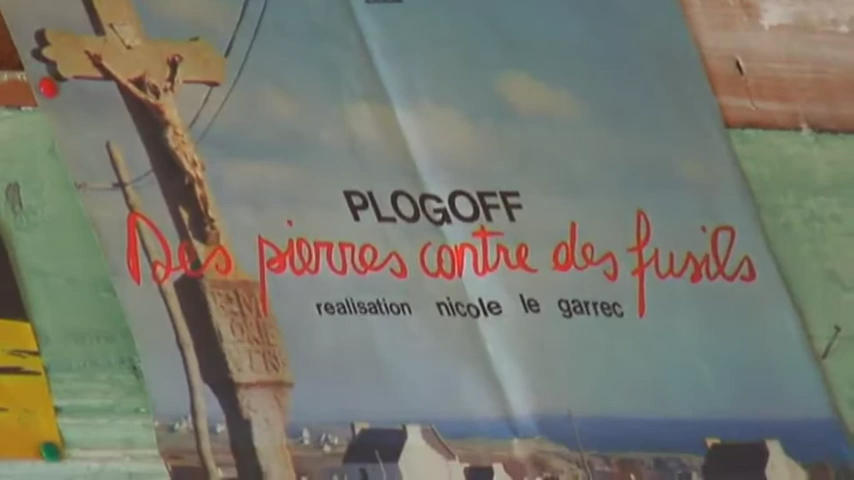 PLOGOFF
Des pierres contre des fusils
realisation nicole le garrec